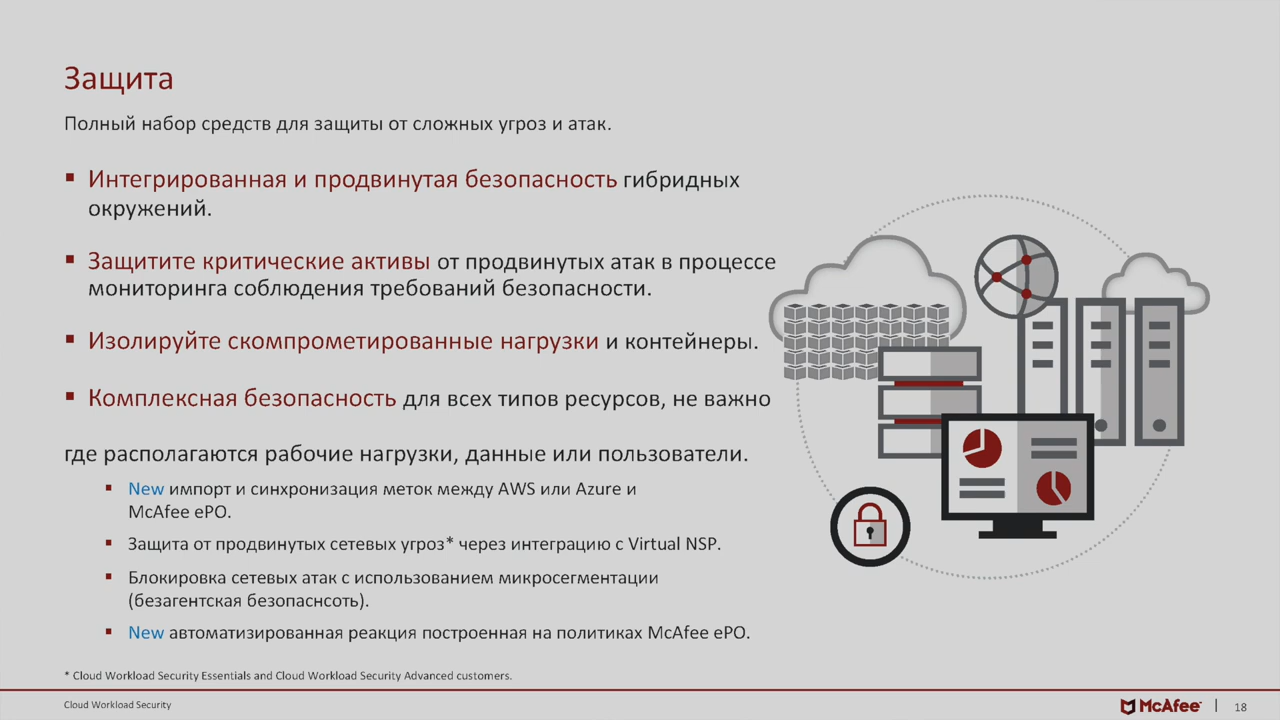 Защита
Полный набор средств для защиты от сложных угроз и атак.
▪ Интегрированная и продвинутая безопасность гибридных
окружений.
▪ Защитите критические активы от продвинутых атак в процессе
мониторинга соблюдения требований безопасности.
▪ Изолируйте скомпрометированные нагрузки и контейнеры.
▪ Комплексная безопасность для всех типов ресурсов, не важно
где располагаются рабочие нагрузки, данные или пользователи.
▪ New импорт и синхронизация меток между AWS или Azure и
McAfee ePO.
▪ Защита от продвинутых сетевых угроз* через интеграцию с Virtual NSP.
▪ Блокировка сетевых атак с использованием микросегментации
(безагентская безопаснсоть).
▪ New автоматизированная реакция построенная на политиках McAfee ePO.
* Cloud Workload Security Essentials and Cloud Workload Security Advanced customers.
Cloud Workload Security
McAfee™ | 18